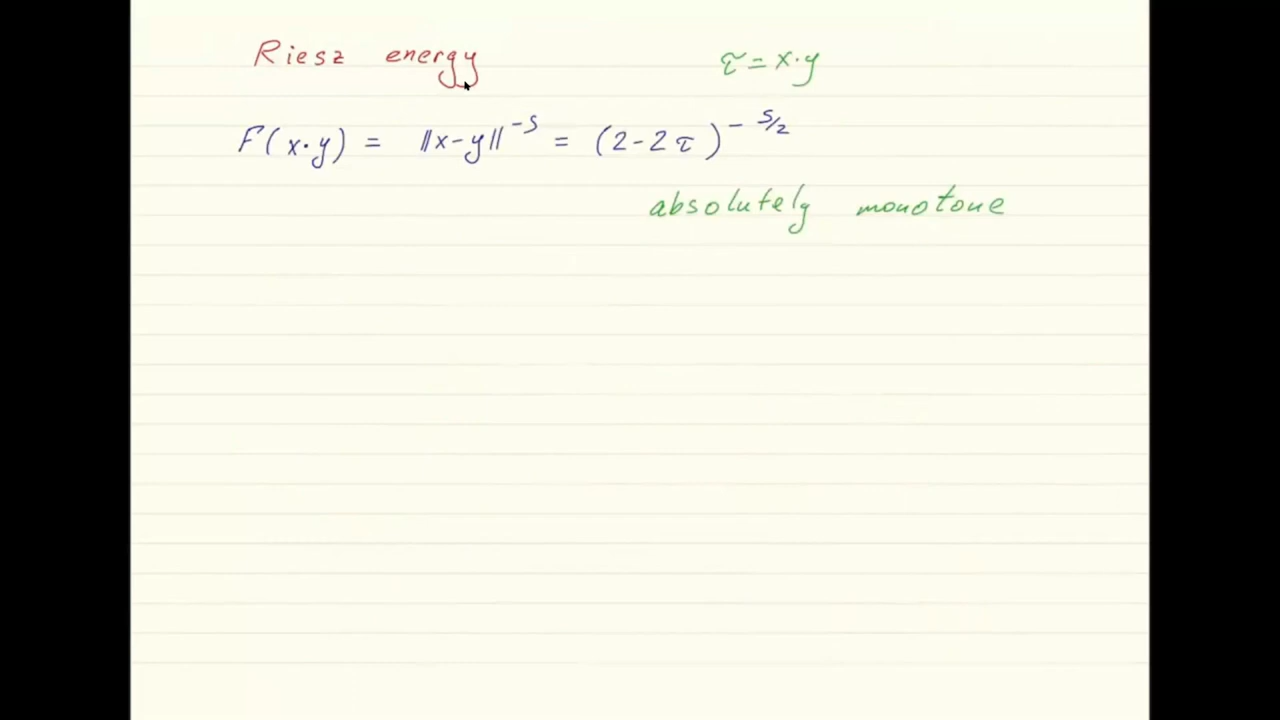 Riesz energy τ = x·y
F(x·y) = ||x-y||^{-s} = (2-2τ)^{-s/2}
absolutely monotone